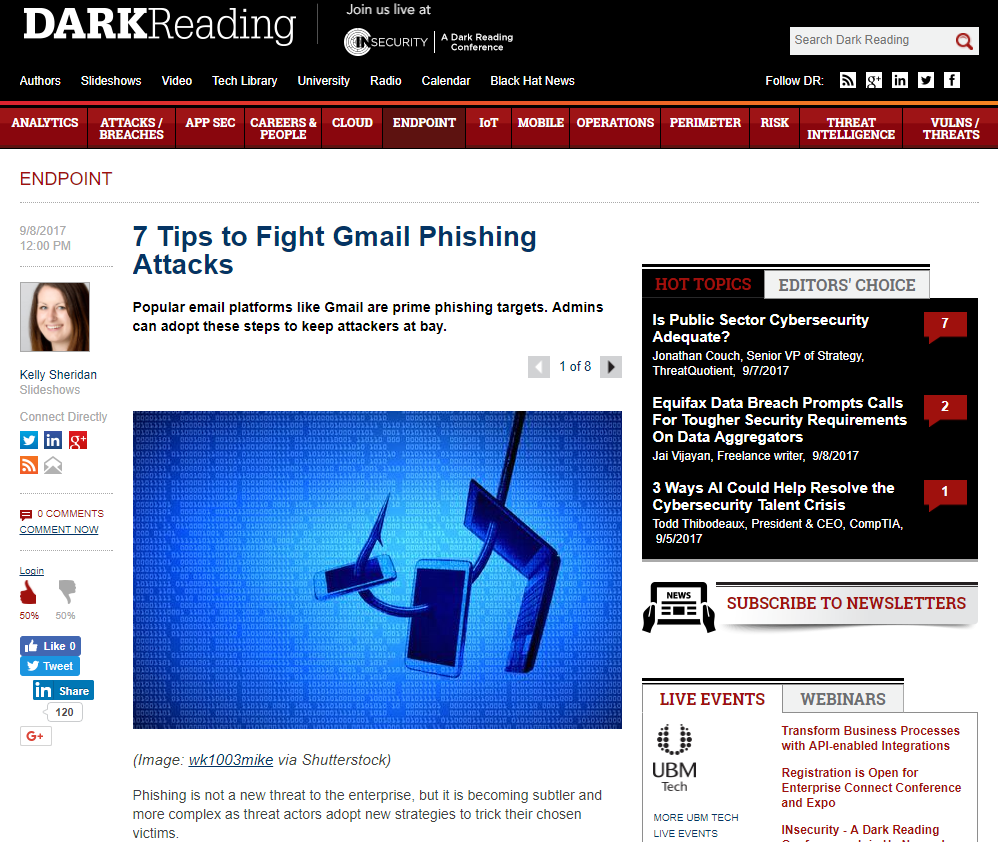 DARKReading
Join us live at
INSECURITY
A Dark Reading
Conference
Search Dark Reading
Authors
Slideshows
Video
Tech Library
University
Radio
Calendar
Black Hat News
Follow DR:
ANALYTICS
ATTACKS /
BREACHES
APP SEC
CAREERS &
PEOPLE
CLOUD
ENDPOINT
IoT
MOBILE
OPERATIONS
PERIMETER
RISK
THREAT
INTELLIGENCE
VULNS /
THREATS
ENDPOINT
9/8/2017
12:00 PM
Kelly Sheridan
Slideshows
Connect Directly
0 COMMENTS
COMMENT NOW
Login
50%
50%
Like 0
Tweet
Share
120
G+
7 Tips to Fight Gmail Phishing
Attacks
Popular email platforms like Gmail are prime phishing targets. Admins
can adopt these steps to keep attackers at bay.
1 of 8
(Image: wk1003mike via Shutterstock)
Phishing is not a new threat to the enterprise, but it is becoming subtler and
more complex as threat actors adopt new strategies to trick their chosen
victims.
HOT TOPICS
EDITORS' CHOICE
Is Public Sector Cybersecurity
Adequate?
Jonathan Couch, Senior VP of Strategy,
ThreatQuotient, 9/7/2017
7
Equifax Data Breach Prompts Calls
For Tougher Security Requirements
On Data Aggregators
Jai Vijayan, Freelance writer, 9/8/2017
2
3 Ways AI Could Help Resolve the
Cybersecurity Talent Crisis
Todd Thibodeaux, President & CEO, CompTIA,
9/5/2017
1
NEWS
SUBSCRIBE TO NEWSLETTERS
LIVE EVENTS
WEBINARS
UBM
Tech
MORE UBM TECH
LIVE EVENTS
Transform Business Processes
with API-enabled Integrations
Registration is Open for
Enterprise Connect Conference
and Expo
INsecurity - A Dark Reading